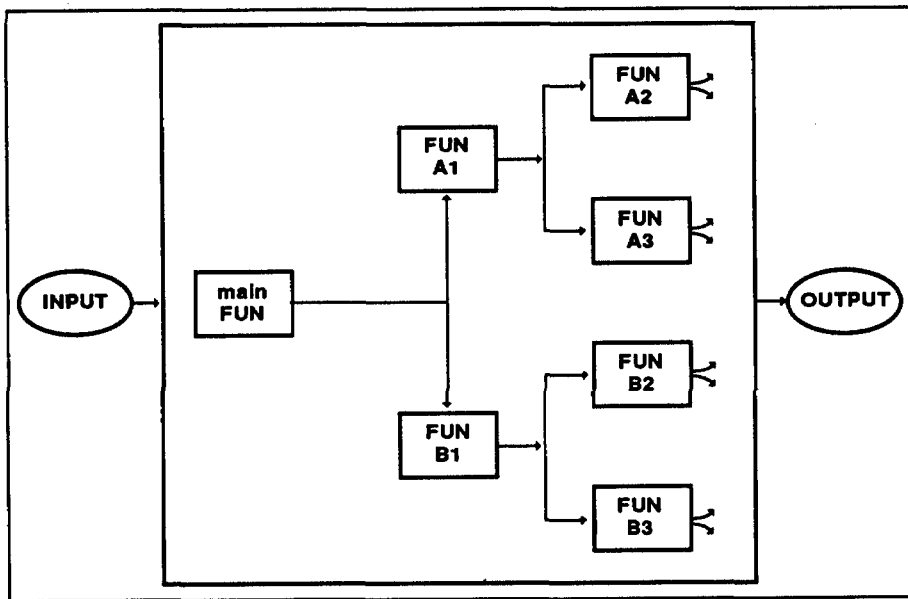 INPUT
main
FUN
FUN
A1
FUN
A2
FUN
A3
FUN
B1
FUN
B2
FUN
B3
OUTPUT